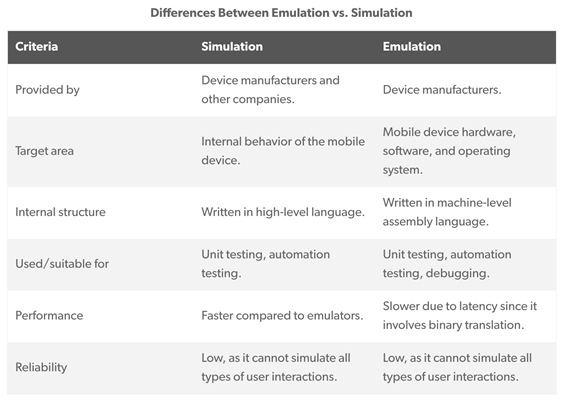 Differences Between Emulation vs. Simulation
Criteria Simulation Emulation
Provided by
Device manufacturers and
other companies.
Device manufacturers.
Target area
Internal behavior of the mobile
device.
Mobile device hardware,
software, and operating
system.
Internal structure
Written in high-level language.
Written in machine-level
assembly language.
Used/suitable for
Unit testing, automation
testing.
Unit testing, automation
testing, debugging.
Performance
Faster compared to emulators.
Slower due to latency since it
involves binary translation.
Reliability
Low, as it cannot simulate all
types of user interactions.
Low, as it cannot simulate all
types of user interactions.